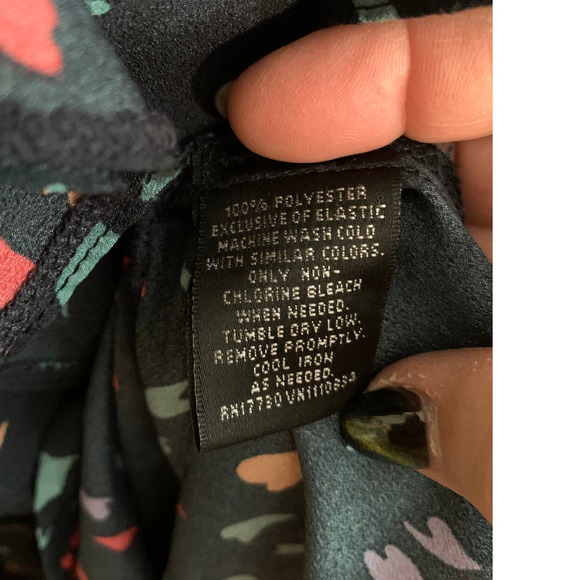 100% POLYESTER
EXCLUSIVE OF ELASTIC
MACHINE WASH COLD
WITH SIMILAR COLORS.
ONLY NON-
CHLORINE BLEACH
WHEN NEEDED.
TUMBLE DRY LOW.
REMOVE PROMPTLY.
COOL IRON
AS NEEDED.
RN17730